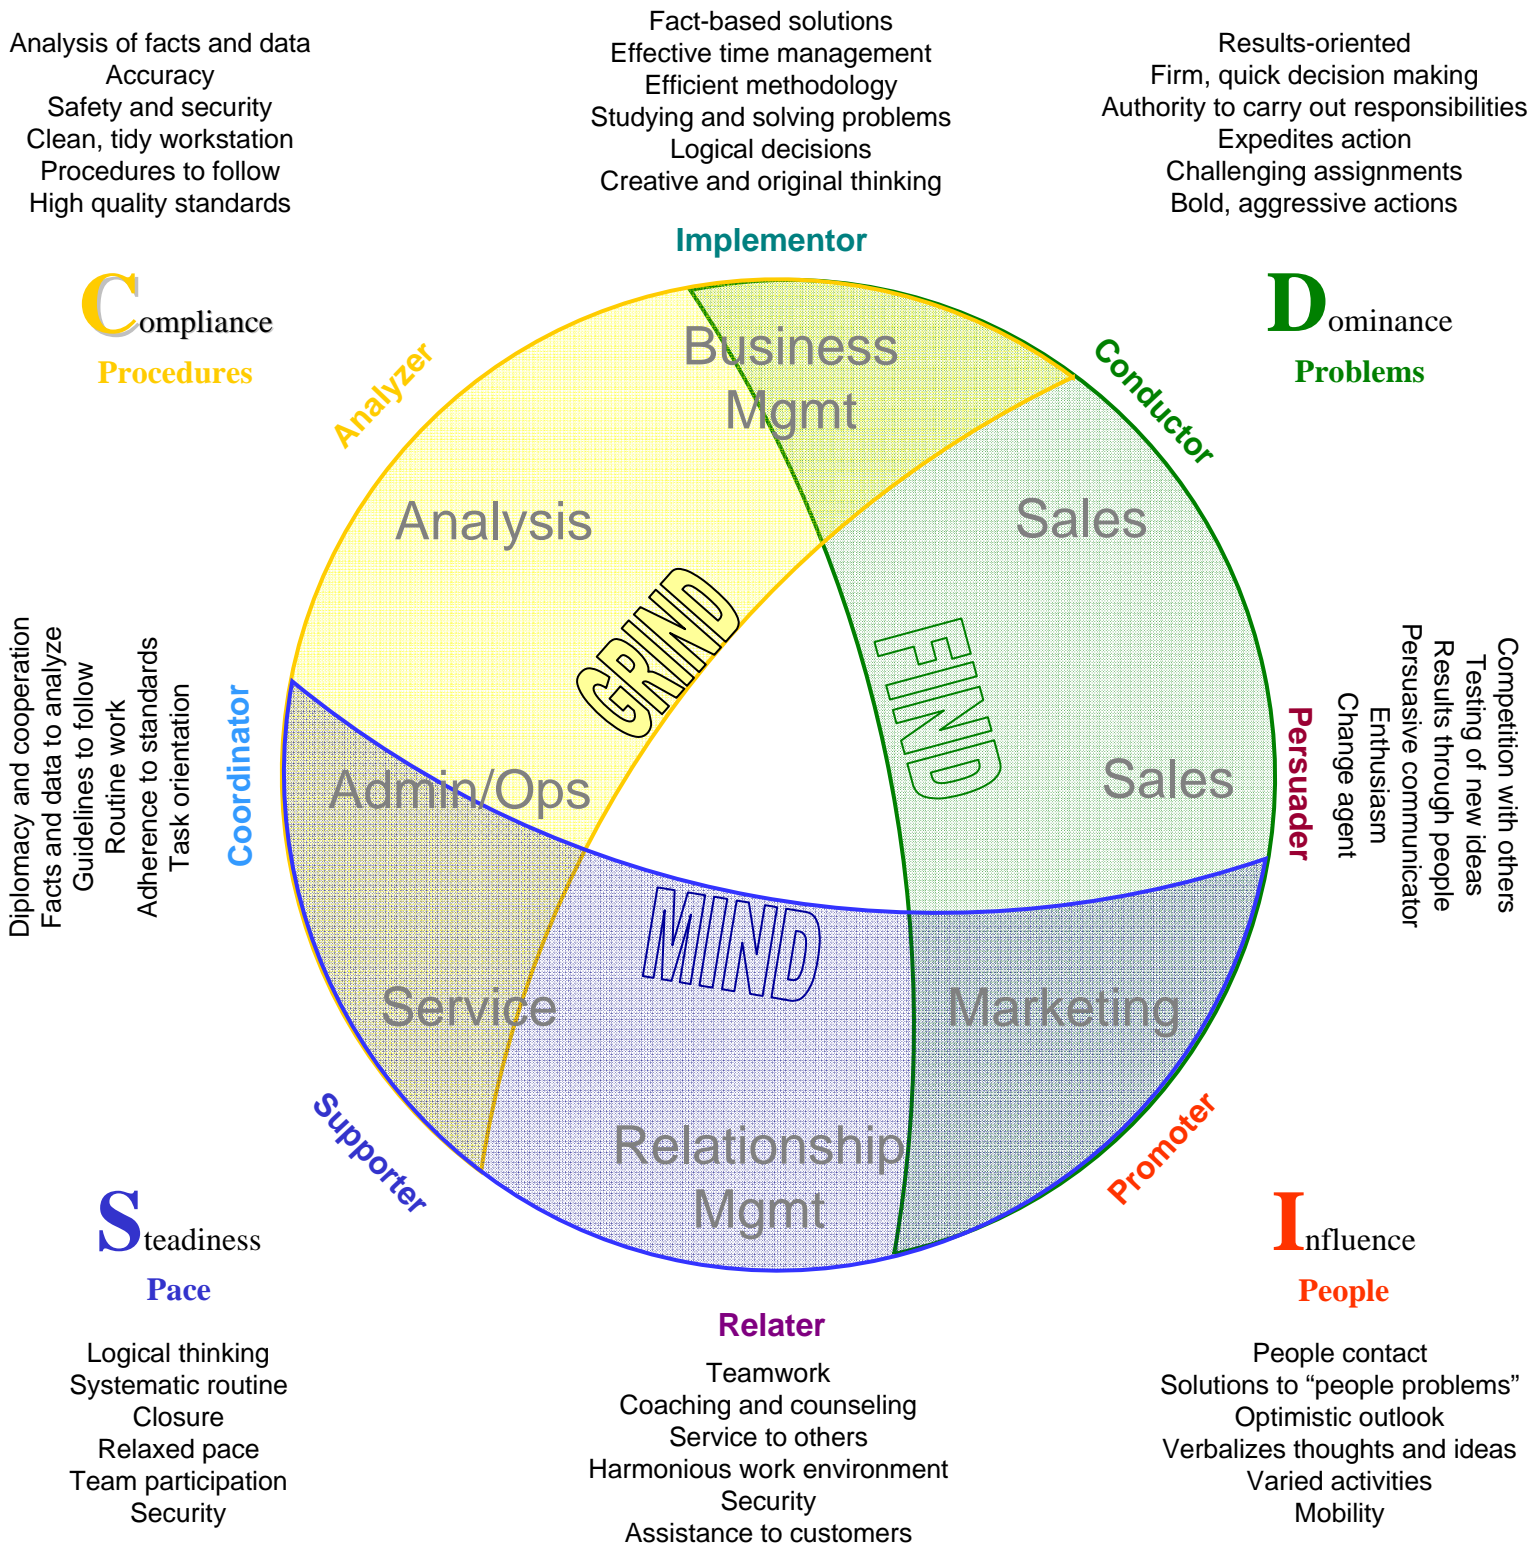 Analysis of facts and data
Accuracy
Safety and security
Clean, tidy workstation
Procedures to follow
High quality standards
Fact-based solutions
Effective time management
Efficient methodology
Studying and solving problems
Logical decisions
Creative and original thinking
Results-oriented
Firm, quick decision making
Authority to carry out responsibilities
Expedites action
Challenging assignments
Bold, aggressive actions
Implementor
Compliance
Procedures
Dominance
Problems
Analyzer
Conductor
Business
Mgmt
Analysis
Sales
GRIND
FIND
Diplomacy and cooperation
Facts and data to analyze
Guidelines to follow
Routine work
Adherence to standards
Task orientation
Coordinator
Admin/Ops
Sales
Persuader
Competition with others
Testing of new ideas
Results through people
Persuasive communicator
Enthusiasm
Change agent
MIND
Service
Marketing
Relationship
Mgmt
Supporter
Promoter
Steadiness
Pace
Influence
People
Relater
Logical thinking
Systematic routine
Closure
Relaxed pace
Team participation
Security
Teamwork
Coaching and counseling
Service to others
Harmonious work environment
Security
Assistance to customers
People contact
Solutions to “people problems”
Optimistic outlook
Verbalizes thoughts and ideas
Varied activities
Mobility